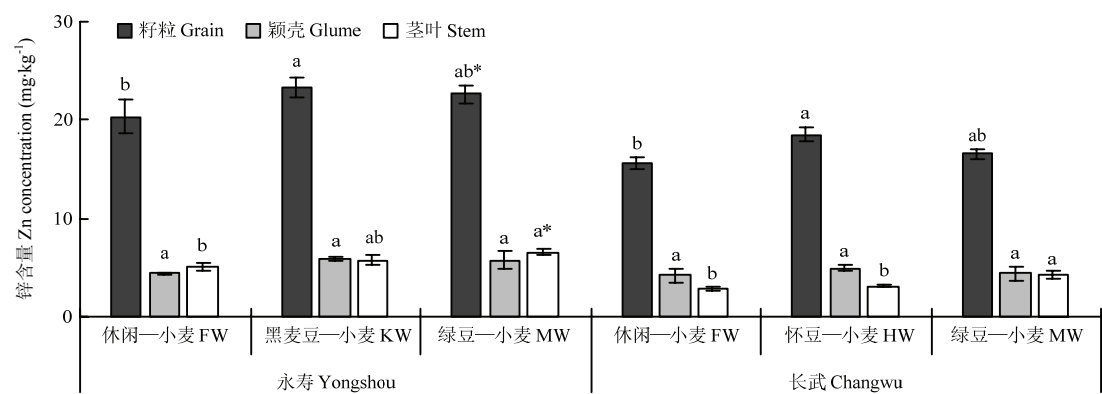 锌含量 Zn concentration (mg·kg⁻¹)
30
20
10
0
籽粒 Grain 颖壳 Glume 茎叶 Stem
b a ab*
a b a ab a a*
b a ab
a b a b a a
休闲—小麦 FW 黑麦豆—小麦 KW 绿豆—小麦 MW 休闲—小麦 FW 怀豆—小麦 HW 绿豆—小麦 MW
永寿 Yongshou 长武 Changwu